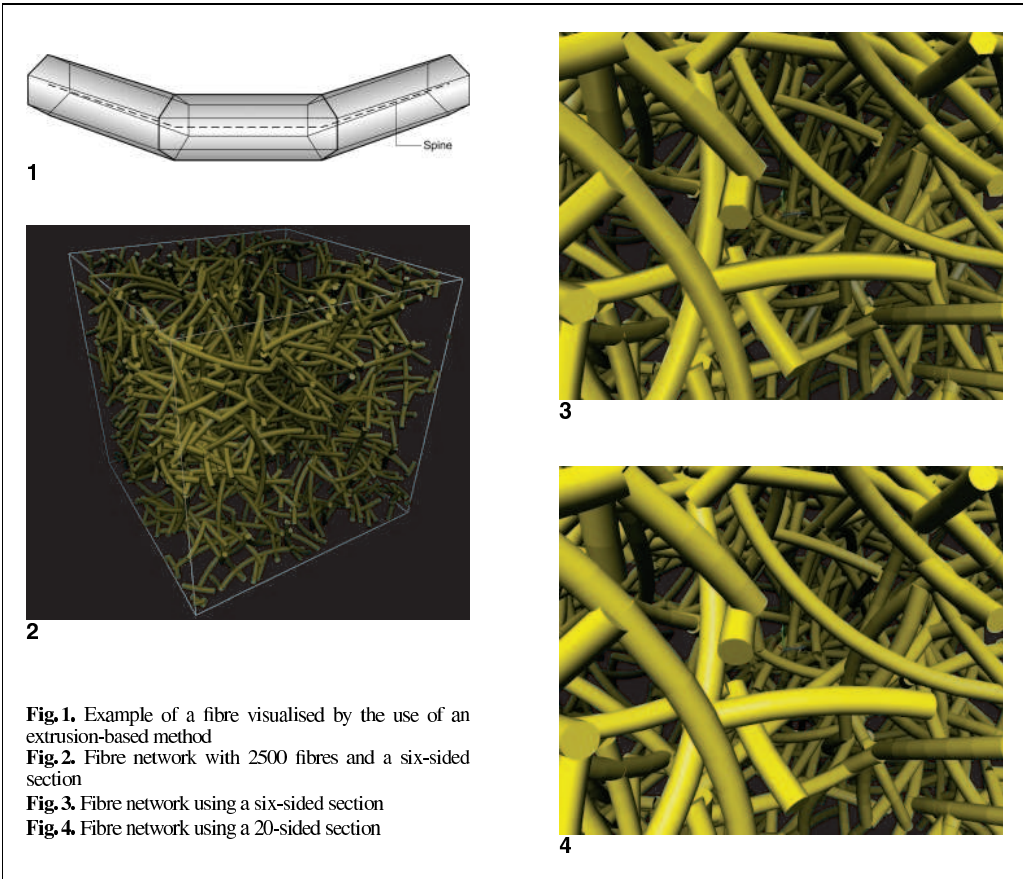 Spine
1
2
3
4
Fig. 1. Example of a fibre visualised by the use of an
extrusion-based method
Fig. 2. Fibre network with 2500 fibres and a six-sided
section
Fig. 3. Fibre network using a six-sided section
Fig. 4. Fibre network using a 20-sided section